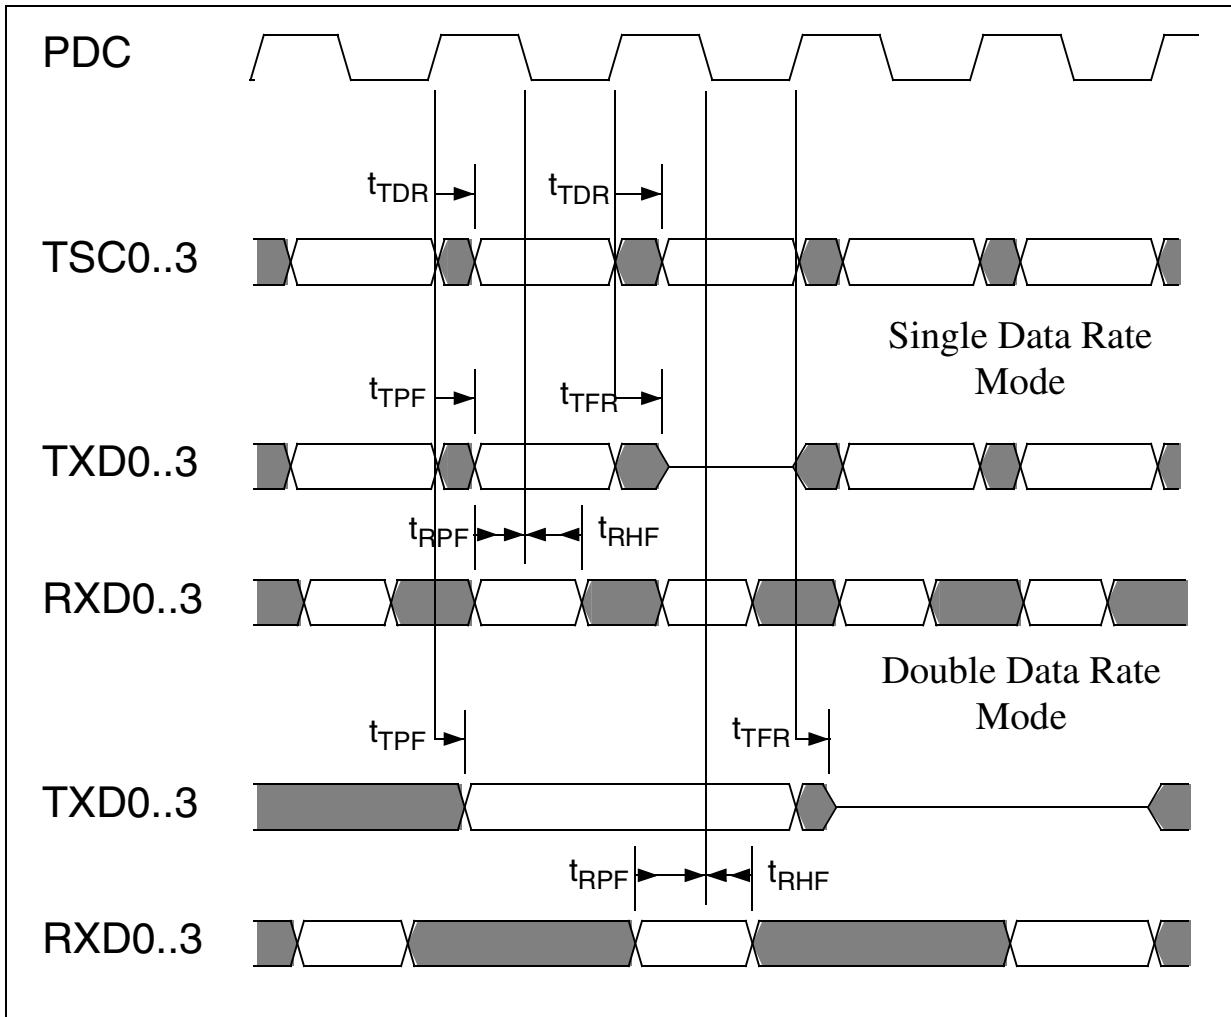 PDC
tTDR tTDR
TSC0..3
Single Data Rate
Mode
tTPF tTFR
TXD0..3
tRPF tRHF
RXD0..3
Double Data Rate
Mode
tTPF tTFR
TXD0..3
tRPF tRHF
RXD0..3